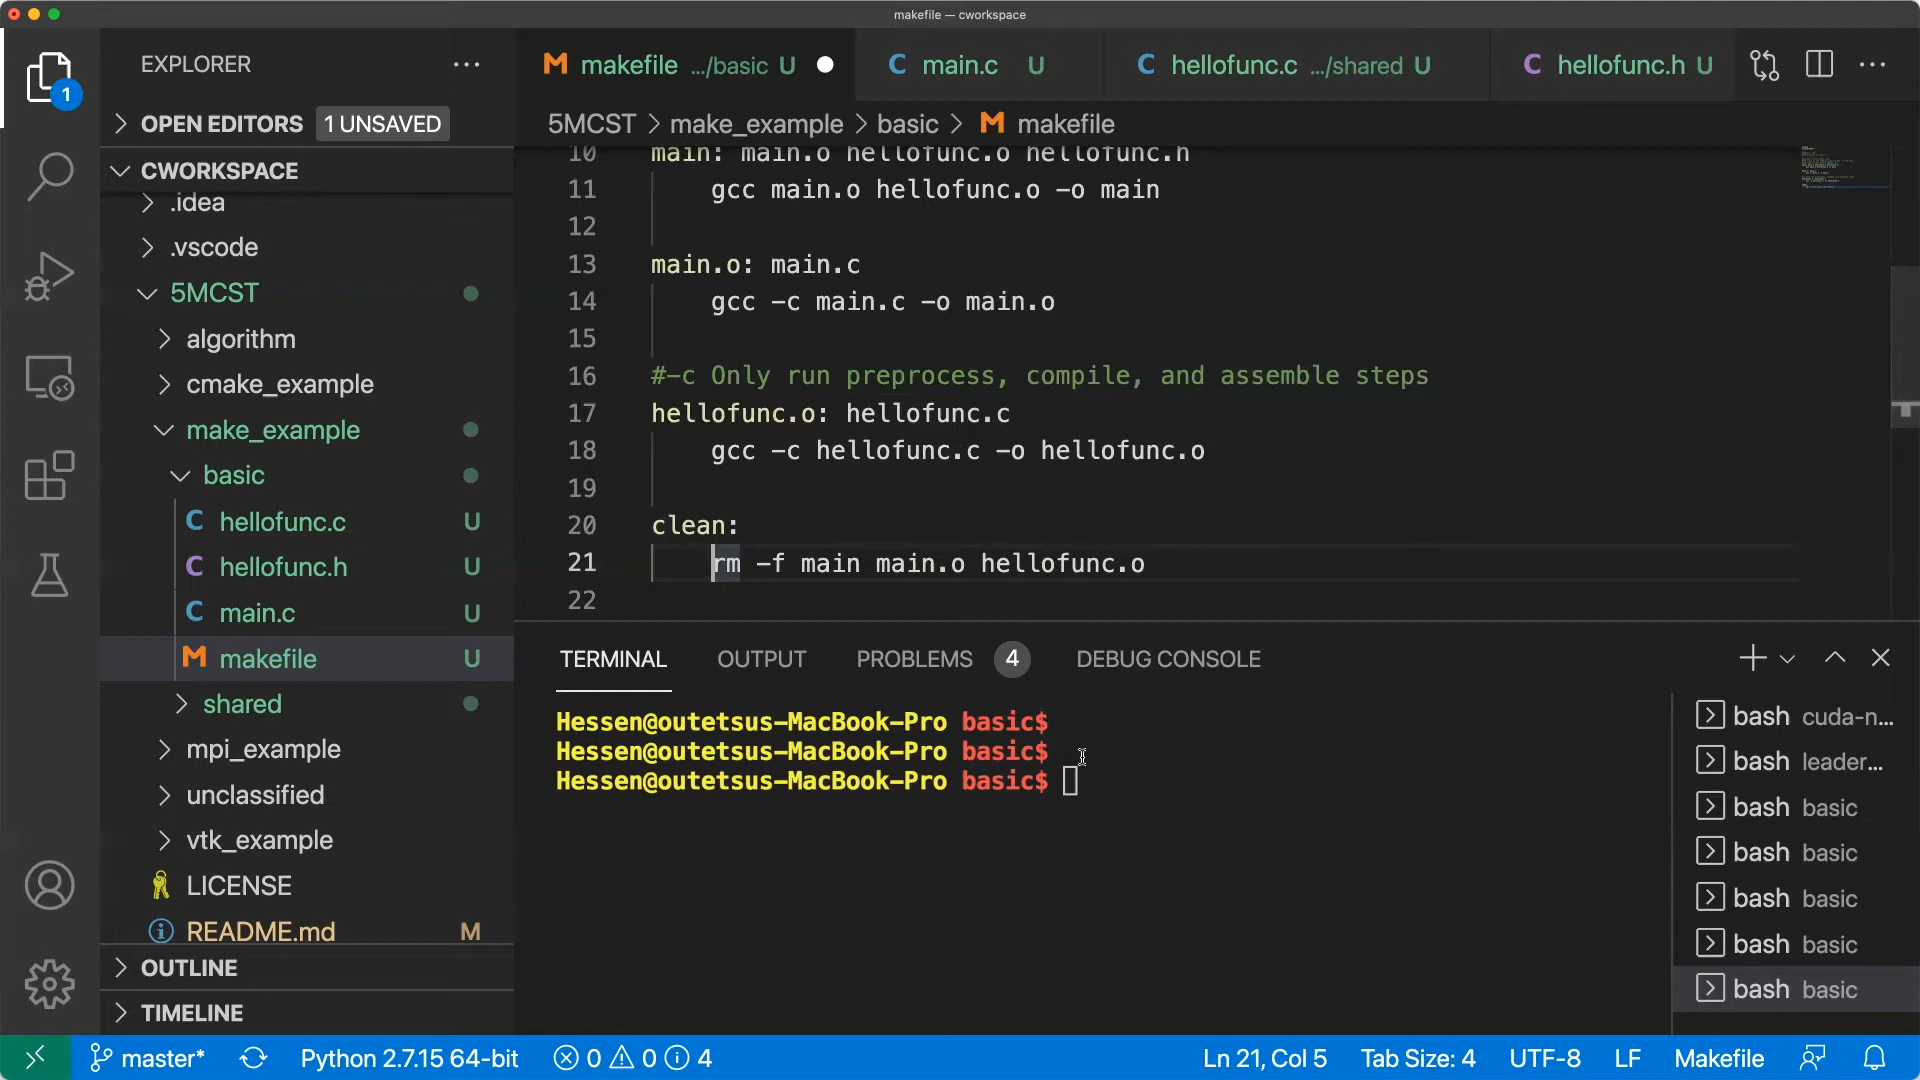 makefile — cworkspace
EXPLORER
makefile .../basic U
main.c U
hellofunc.c .../shared U
hellofunc.h U
1
OPEN EDITORS 1 UNSAVED
5MCST > make_example > basic > makefile
CWORKSPACE
.idea
.vscode
5MCST
algorithm
cmake_example
make_example
basic
hellofunc.c U
hellofunc.h U
main.c U
makefile U
shared
mpi_example
unclassified
vtk_example
LICENSE
README.md M
OUTLINE
TIMELINE
10 main: main.o hellofunc.o hellofunc.h
11 gcc main.o hellofunc.o -o main
12
13 main.o: main.c
14 gcc -c main.c -o main.o
15
16 #-c Only run preprocess, compile, and assemble steps
17 hellofunc.o: hellofunc.c
18 gcc -c hellofunc.c -o hellofunc.o
19
20 clean:
21 rm -f main main.o hellofunc.o
22
TERMINAL OUTPUT PROBLEMS 4 DEBUG CONSOLE
Hessen@outetsus-MacBook-Pro basic$
Hessen@outetsus-MacBook-Pro basic$
Hessen@outetsus-MacBook-Pro basic$
bash cuda-n...
bash leader...
bash basic
bash basic
bash basic
bash basic
bash basic
master* Python 2.7.15 64-bit 0 0 4 Ln 21, Col 5 Tab Size: 4 UTF-8 LF Makefile